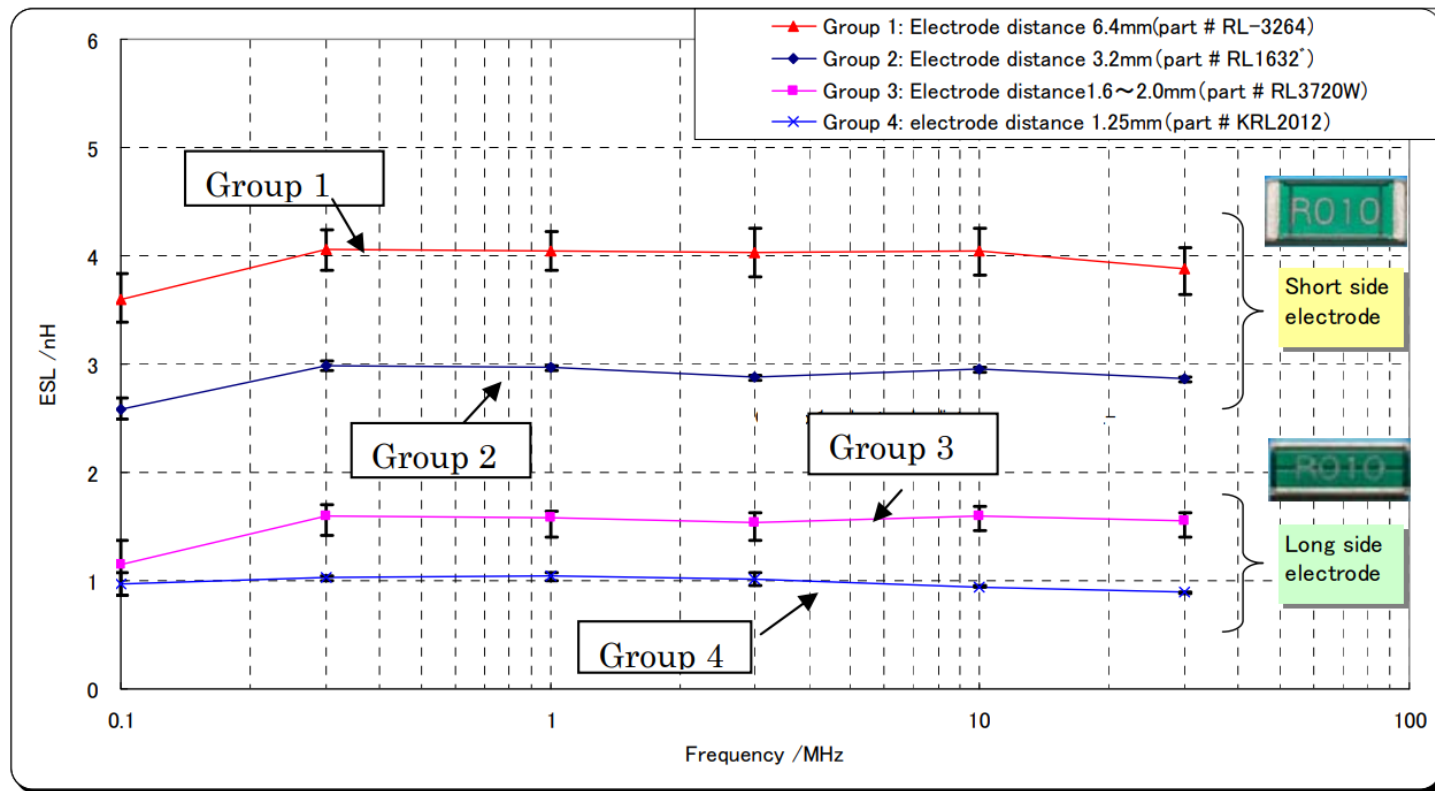 Group 1: Electrode distance 6.4mm(part # RL-3264)
Group 2: Electrode distance 3.2mm(part # RL1632*)
Group 3: Electrode distance1.6～2.0mm(part # RL3720W)
Group 4: electrode distance 1.25mm(part # KRL2012)
6
5
4
3
2
1
0
ESL /nH
Group 1
Group 2
Group 3
Group 4
R010
Short side
electrode
R010
Long side
electrode
0.1
1
10
100
Frequency /MHz